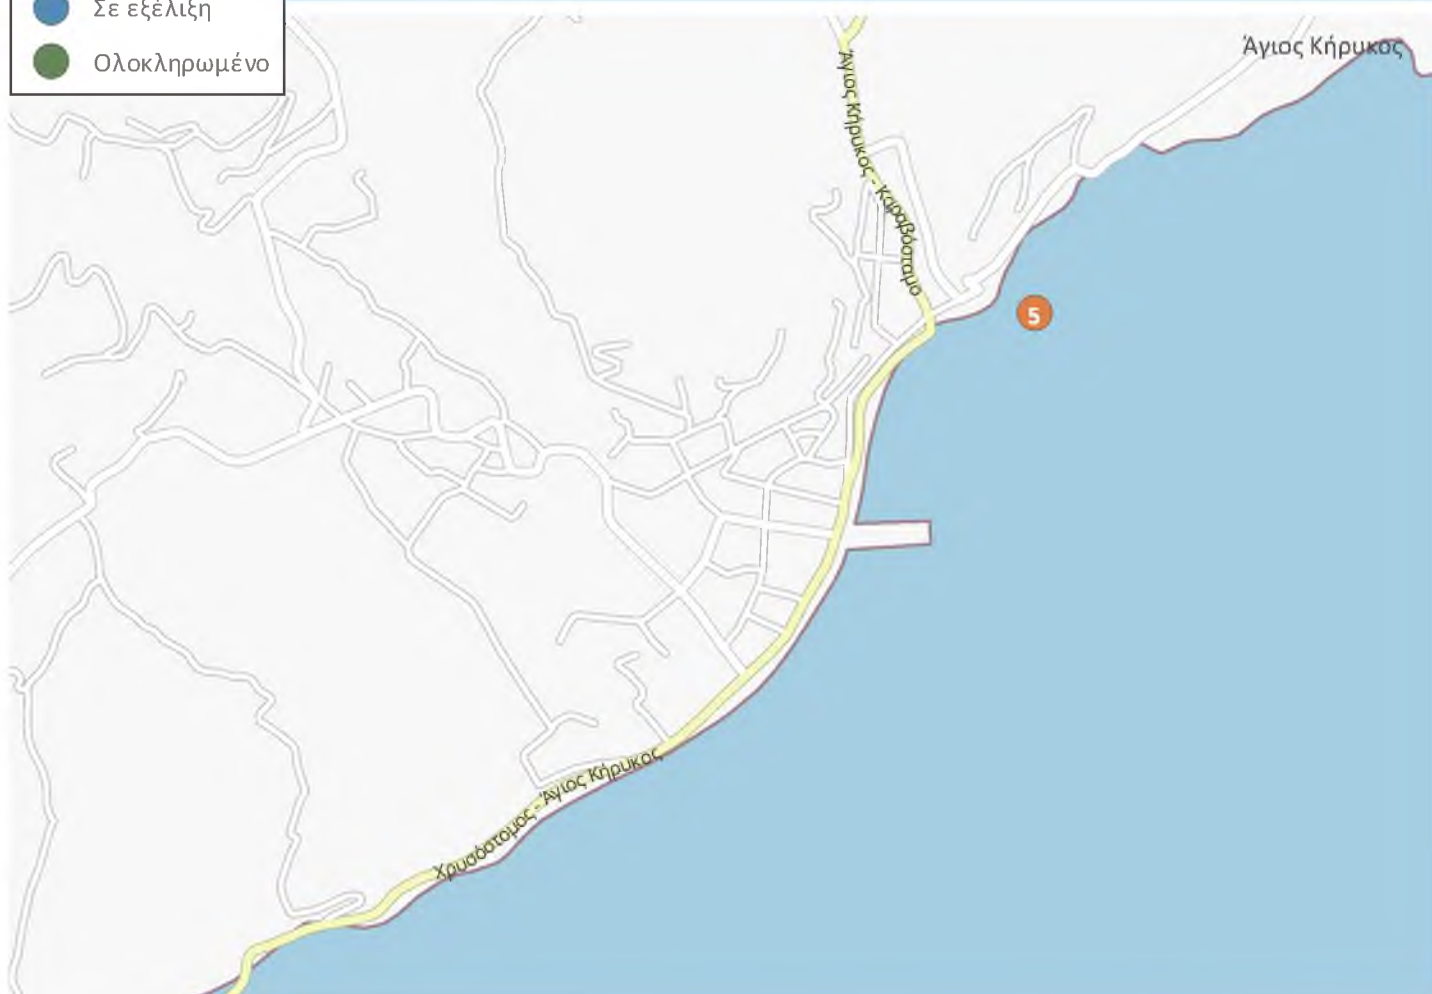 Σε εξέλιξη
Ολοκληρωμένο
Άγιος Κήρυκος
Άγιος Κήρυκος - Καραβόσταμο
5
Χρυσόστομος - Άγιος Κήρυκος